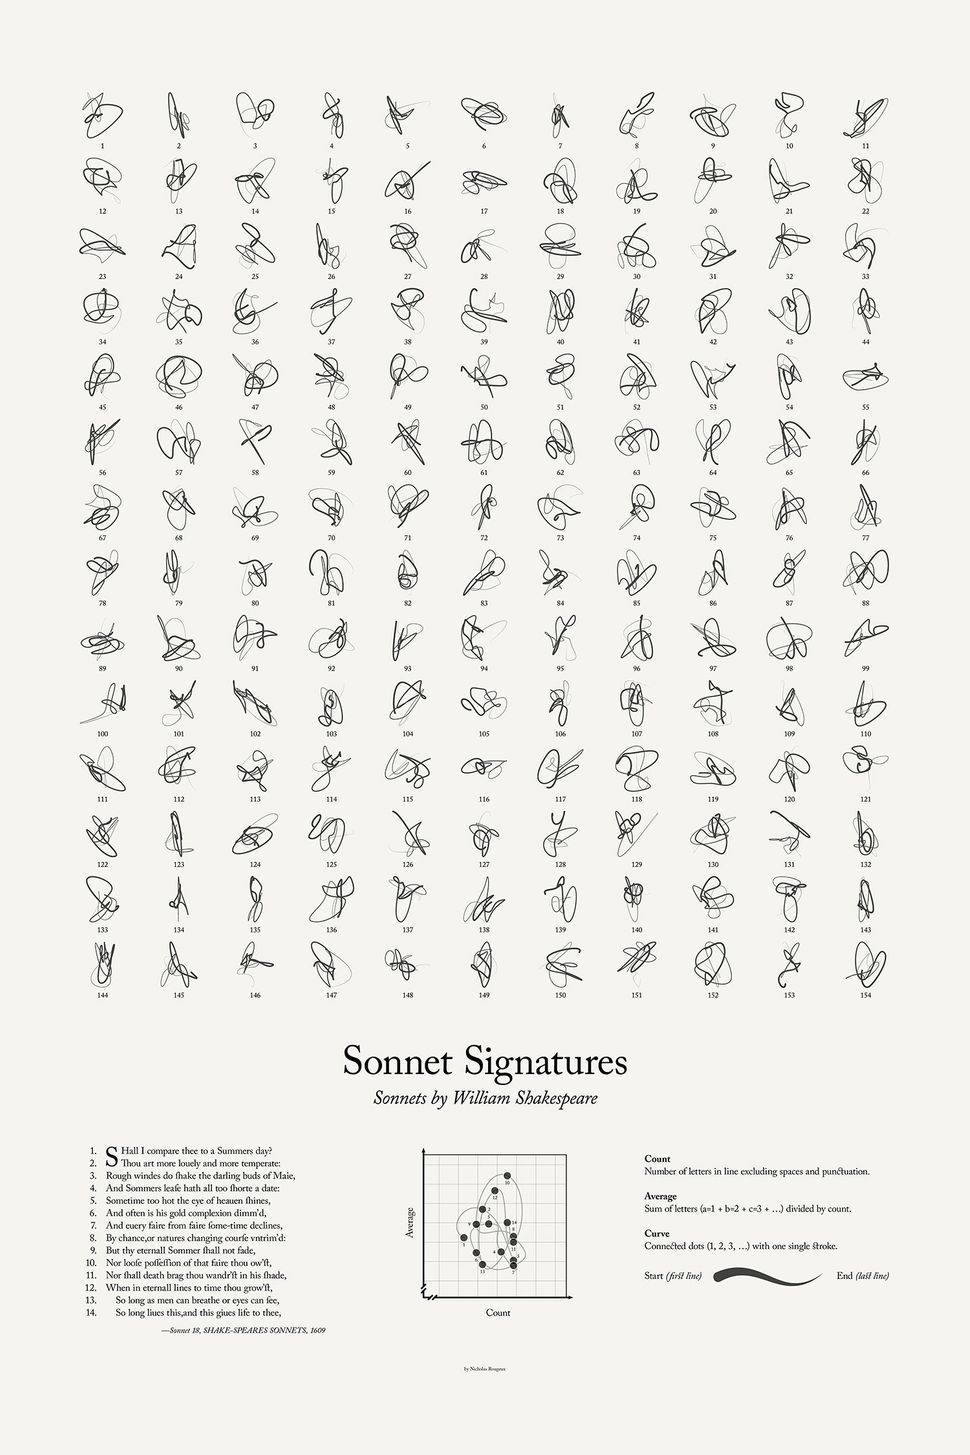 1 2 3 4 5 6 7 8 9 10 11
12 13 14 15 16 17 18 19 20 21 22
23 24 25 26 27 28 29 30 31 32 33
34 35 36 37 38 39 40 41 42 43 44
45 46 47 48 49 50 51 52 53 54 55
56 57 58 59 60 61 62 63 64 65 66
67 68 69 70 71 72 73 74 75 76 77
78 79 80 81 82 83 84 85 86 87 88
89 90 91 92 93 94 95 96 97 98 99
100 101 102 103 104 105 106 107 108 109 110
111 112 113 114 115 116 117 118 119 120 121
122 123 124 125 126 127 128 129 130 131 132
133 134 135 136 137 138 139 140 141 142 143
144 145 146 147 148 149 150 151 152 153 154
Sonnet Signatures
Sonnets by William Shakespeare
1. SHall I compare thee to a Summers day?
2. Thou art more louely and more temperate:
3. Rough windes do ſhake the darling buds of Maie,
4. And Sommers leaſe hath all too ſhorte a date:
5. Sometime too hot the eye of heauen ſhines,
6. And often is his gold complexion dimm'd,
7. And euery faire from faire ſome-time declines,
8. By chance,or natures changing courſe vntrim'd:
9. But thy eternall Sommer ſhall not fade,
10. Nor looſe poſſeſſion of that faire thou ow'ſt,
11. Nor ſhall death brag thou wandr'ſt in his ſhade,
12. When in eternall lines to time thou grow'ſt,
13. So long as men can breathe or eyes can ſee,
14. So long liues this,and this giues life to thee,
—Sonnet 18, SHAKE-SPEARES SONNETS, 1609
Average
Count
Count
Number of letters in line excluding spaces and punctuation.
Average
Sum of letters (a=1 + b=2 + c=3 + …) divided by count.
Curve
Connected dots (1, 2, 3, …) with one single stroke.
Start (first line) End (last line)
by Nicholas Rougeux